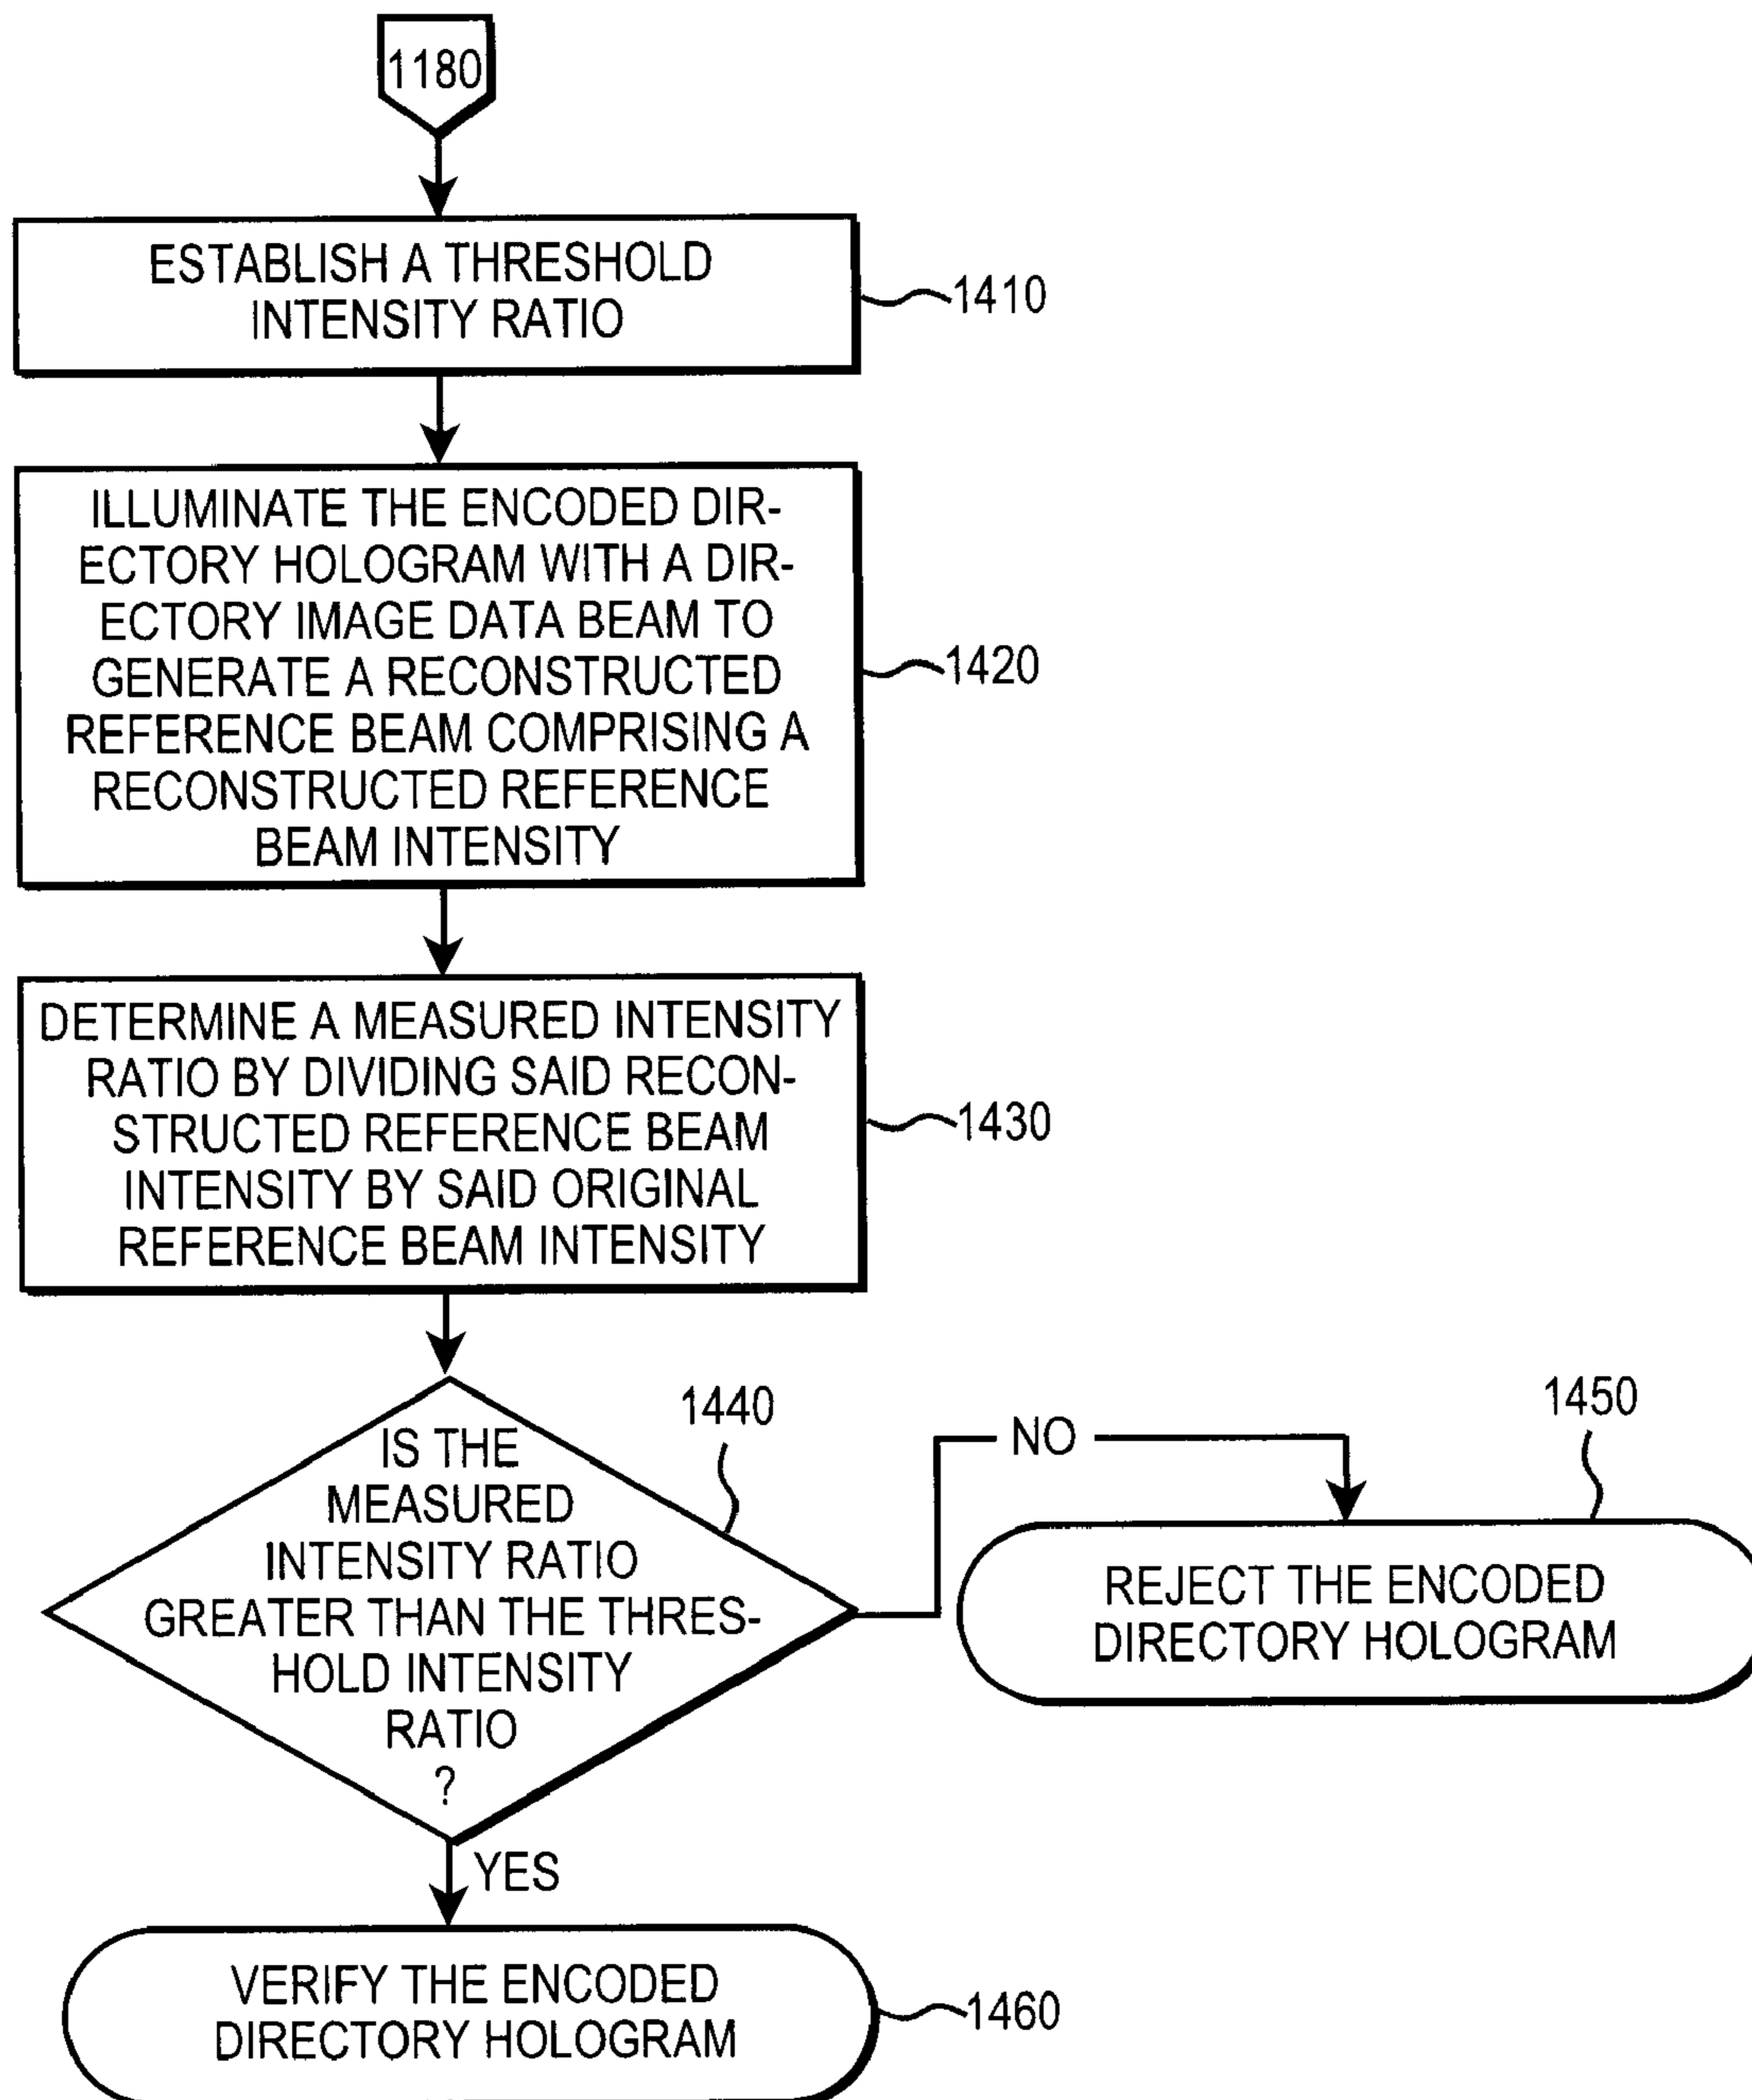 1180
ESTABLISH A THRESHOLD
INTENSITY RATIO
1410
ILLUMINATE THE ENCODED DIR-
ECTORY HOLOGRAM WITH A DIR-
ECTORY IMAGE DATA BEAM TO
GENERATE A RECONSTRUCTED
REFERENCE BEAM COMPRISING A
RECONSTRUCTED REFERENCE
BEAM INTENSITY
1420
DETERMINE A MEASURED INTENSITY
RATIO BY DIVIDING SAID RECON-
STRUCTED REFERENCE BEAM
INTENSITY BY SAID ORIGINAL
REFERENCE BEAM INTENSITY
1430
IS THE
MEASURED
INTENSITY RATIO
GREATER THAN THE THRES-
HOLD INTENSITY
RATIO
?
1440
NO
1450
REJECT THE ENCODED
DIRECTORY HOLOGRAM
YES
VERIFY THE ENCODED
DIRECTORY HOLOGRAM
1460